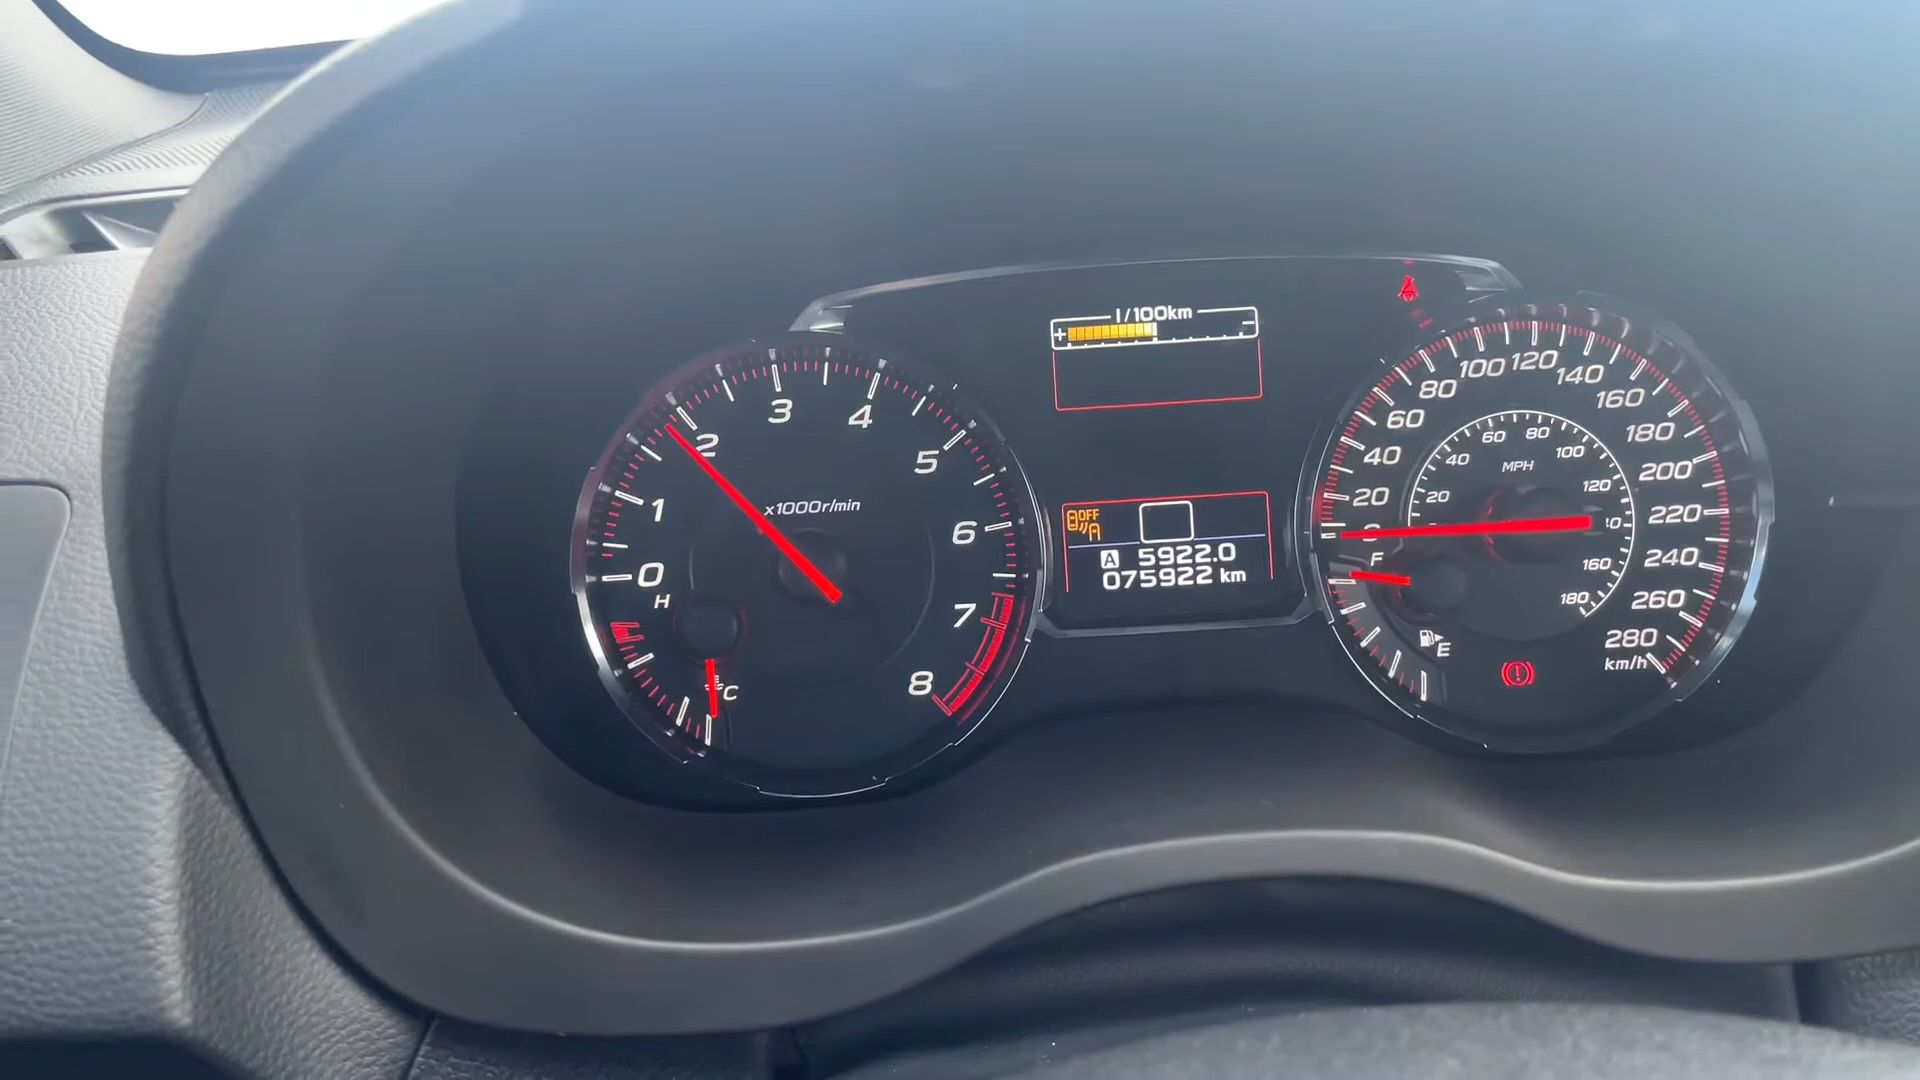 l/100km
+ -
0
1
2
3
4
5
6
7
8
x1000r/min
H
C
OFF
A 5922.0
075922 km
20
40
60
80
100
120
140
160
180
200
220
240
260
280
km/h
MPH
20
40
60
80
100
120
160
180
F
E